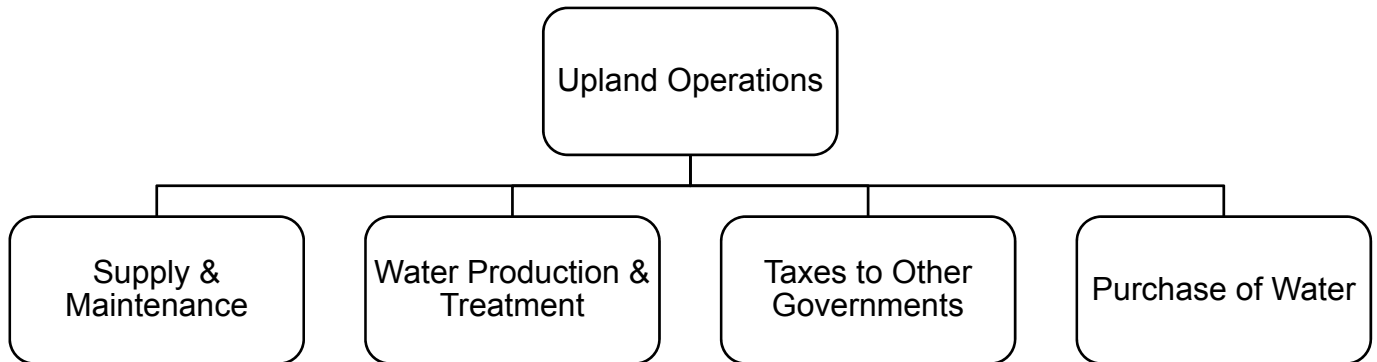 Upland Operations
Supply &
Maintenance
Water Production &
Treatment
Taxes to Other
Governments
Purchase of Water